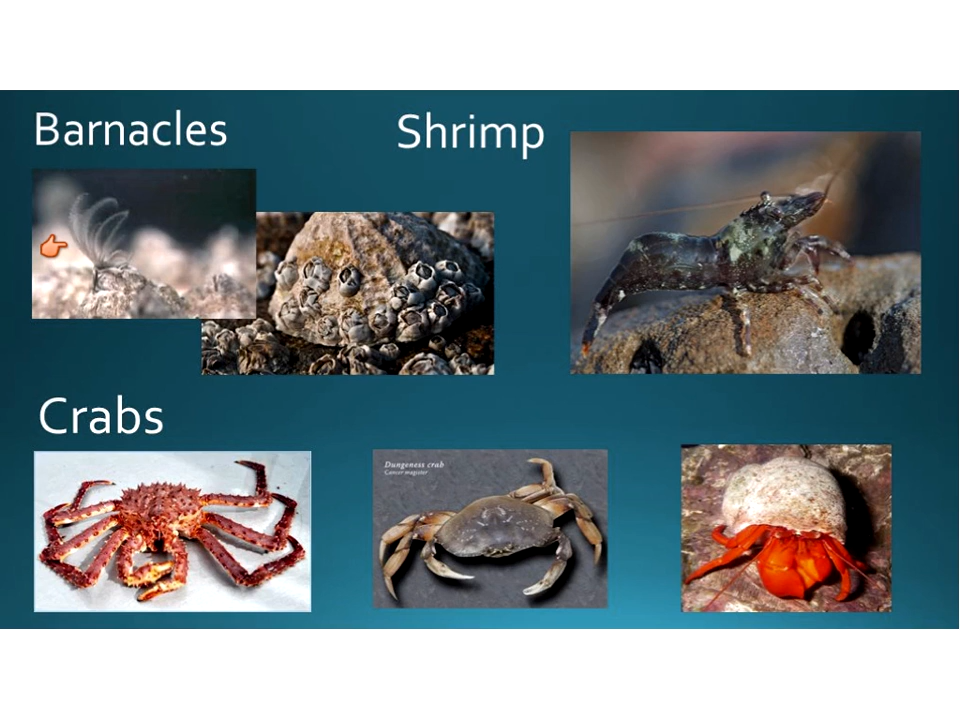 Barnacles
Shrimp
Crabs
Dungeness crab
Cancer magister